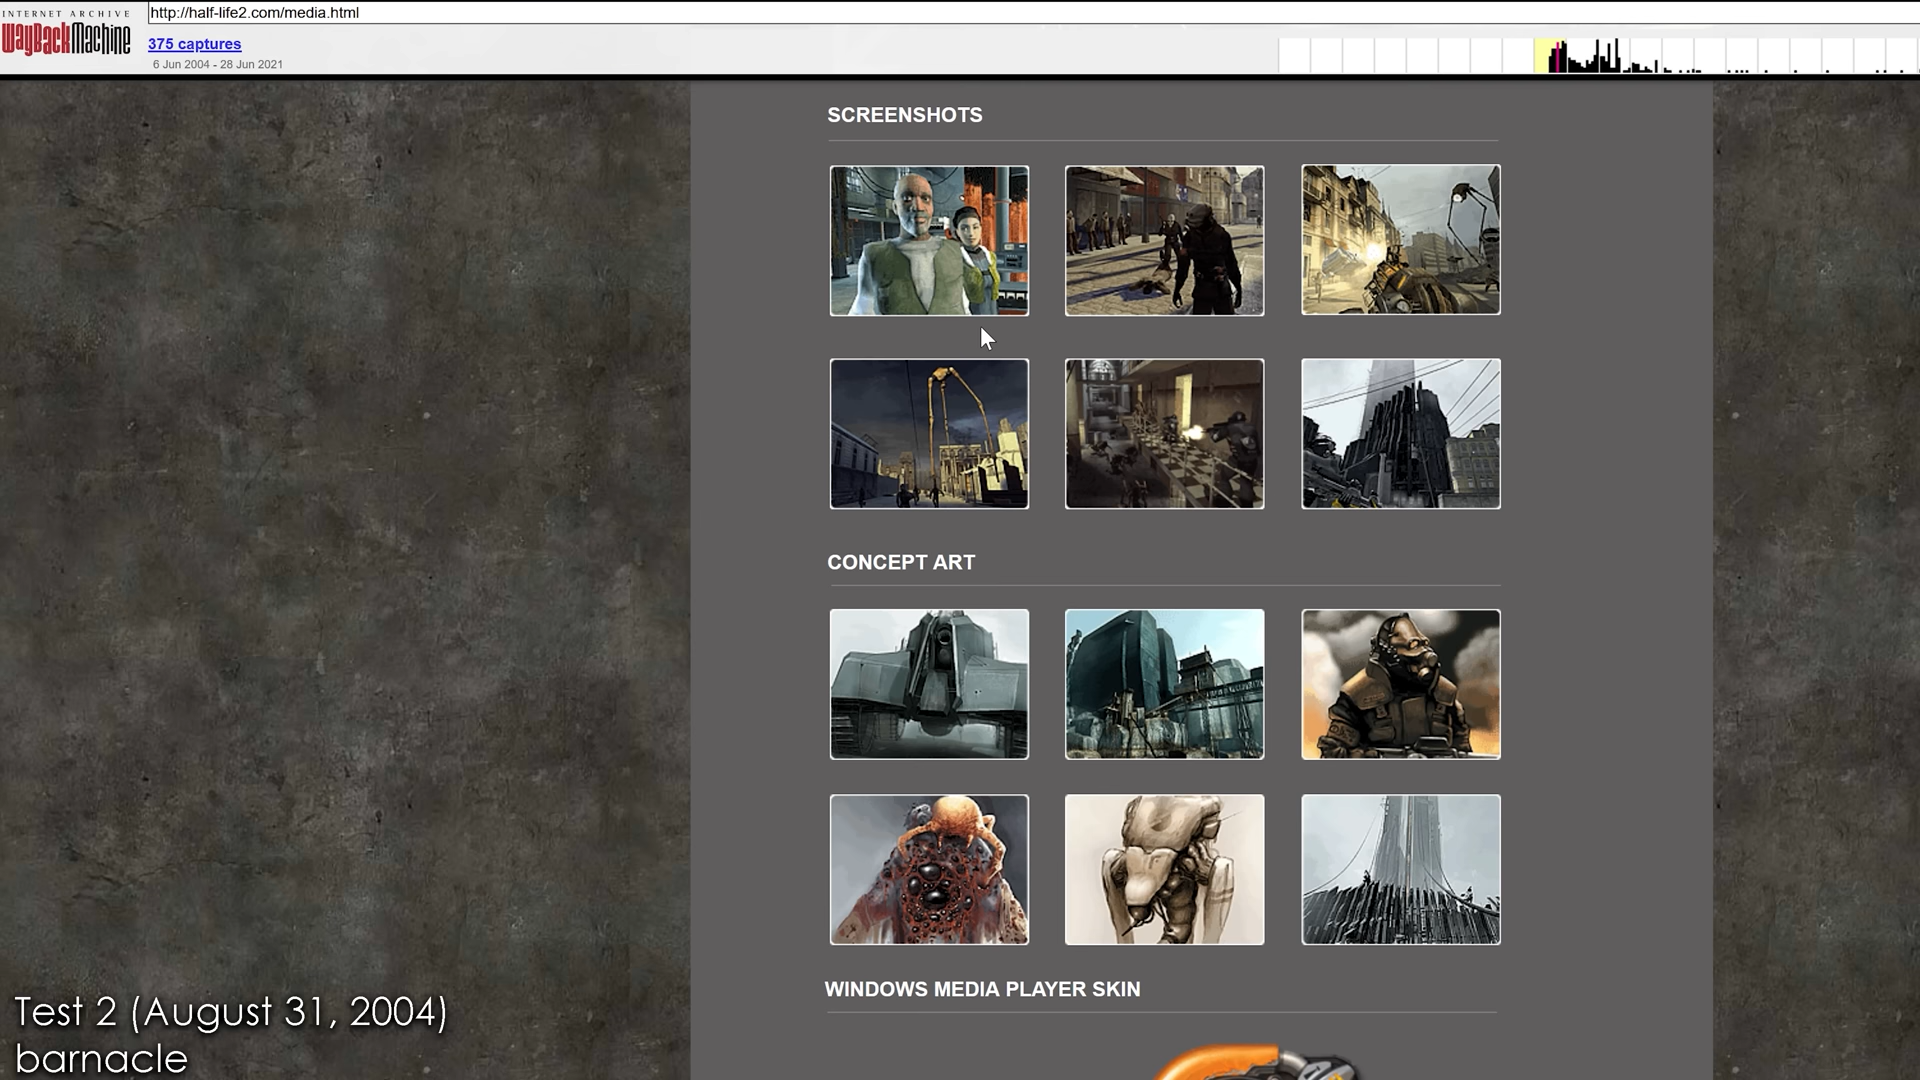 INTERNET ARCHIVE
WayBackMachine
http://half-life2.com/media.html
375 captures
6 Jun 2004 - 28 Jun 2021
SCREENSHOTS
CONCEPT ART
WINDOWS MEDIA PLAYER SKIN
Test 2 (August 31, 2004)
barnacle